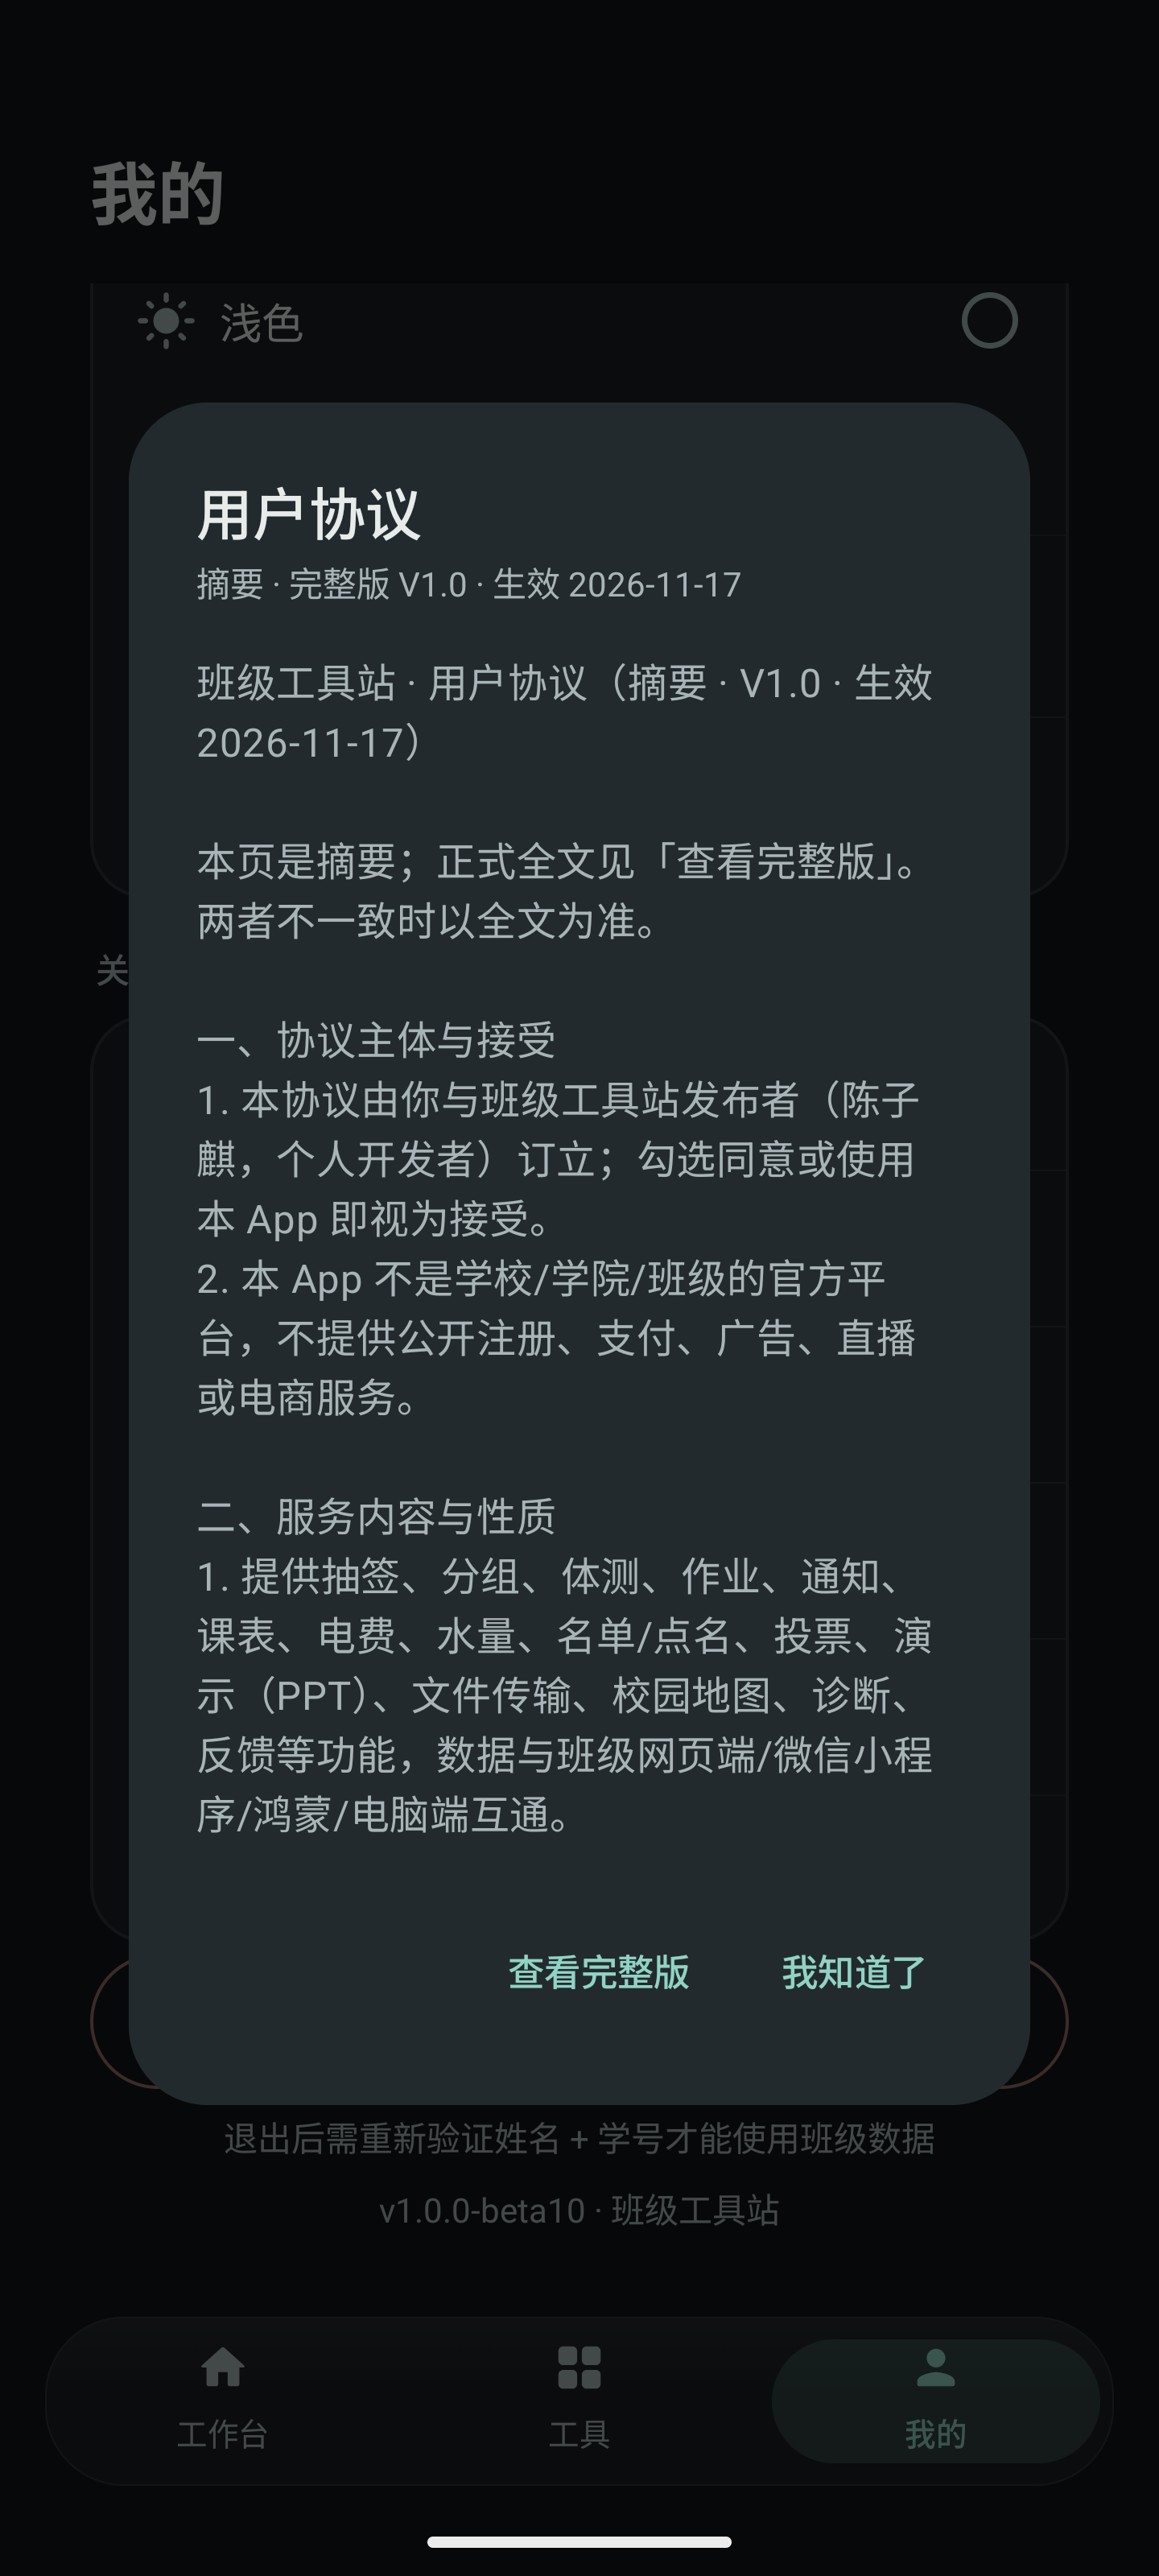 我的
浅色
用户协议
摘要 · 完整版 V1.0 · 生效 2026-11-17
班级工具站 · 用户协议（摘要 · V1.0 · 生效
2026-11-17）
本页是摘要；正式全文见「查看完整版」。
两者不一致时以全文为准。
关
一、协议主体与接受
1. 本协议由你与班级工具站发布者（陈子
麒，个人开发者）订立；勾选同意或使用
本 App 即视为接受。
2. 本 App 不是学校/学院/班级的官方平
台，不提供公开注册、支付、广告、直播
或电商服务。
二、服务内容与性质
1. 提供抽签、分组、体测、作业、通知、
课表、电费、水量、名单/点名、投票、演
示（PPT）、文件传输、校园地图、诊断、
反馈等功能，数据与班级网页端/微信小程
序/鸿蒙/电脑端互通。
查看完整版 我知道了
退出后需重新验证姓名 + 学号才能使用班级数据
v1.0.0-beta10 · 班级工具站
工作台 工具 我的